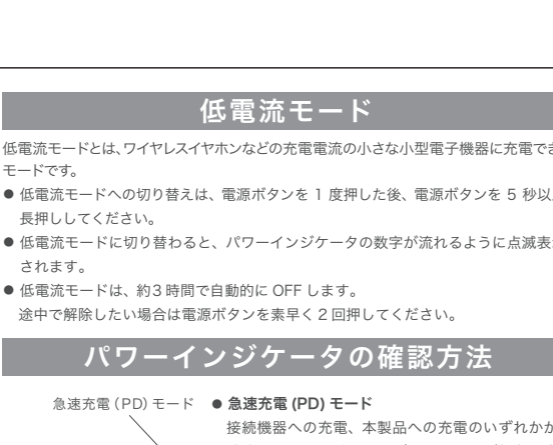 低電流モード
低電流モードとは、ワイヤレスイヤホンなどの充電電流の小さな小型電子機器に充電で
モードです。
● 低電流モードへの切り替えは、電源ボタンを 1 度押した後、電源ボタンを 5 秒以
長押ししてください。
● 低電流モードに切り替わると、パワーインジケータの数字が流れるように点滅表
されます。
● 低電流モードは、約3 時間で自動的に OFF します。
途中で解除したい場合は電源ボタンを素早く 2 回押してください。
パワーインジケータの確認方法
急速充電 (PD) モード ● 急速充電 (PD) モード
接続機器への充電、本製品への充電のいずれか